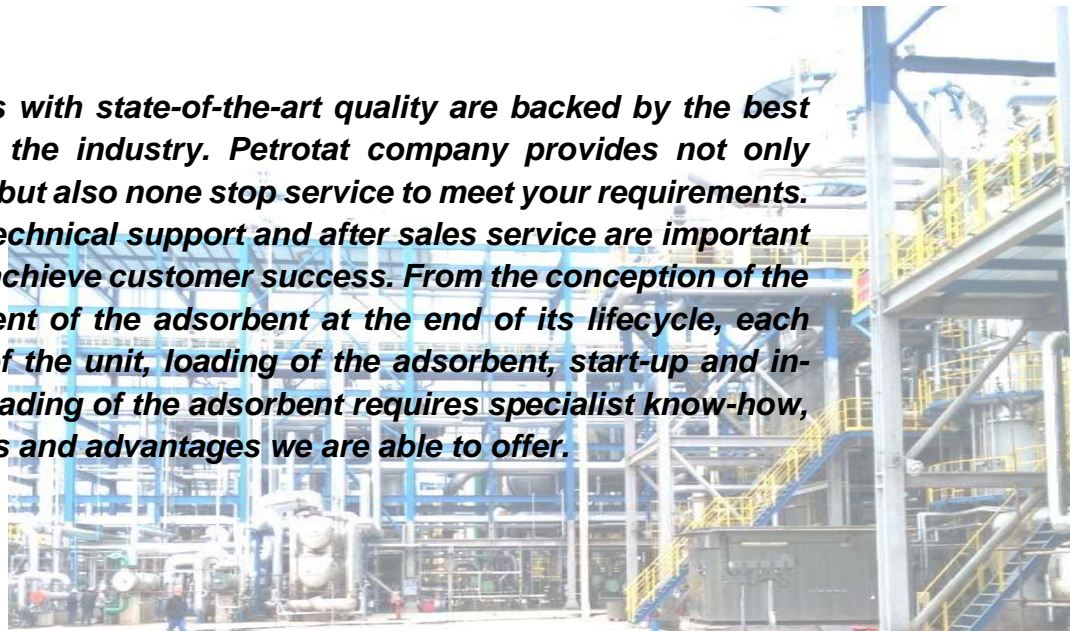 s with state-of-the-art quality are backed by the best
the industry. Petrotat company provides not only
but also none stop service to meet your requirements.
echnical support and after sales service are important
achieve customer success. From the conception of the
ent of the adsorbent at the end of its lifecycle, each
of the unit, loading of the adsorbent, start-up and in-
ading of the adsorbent requires specialist know-how,
s and advantages we are able to offer.